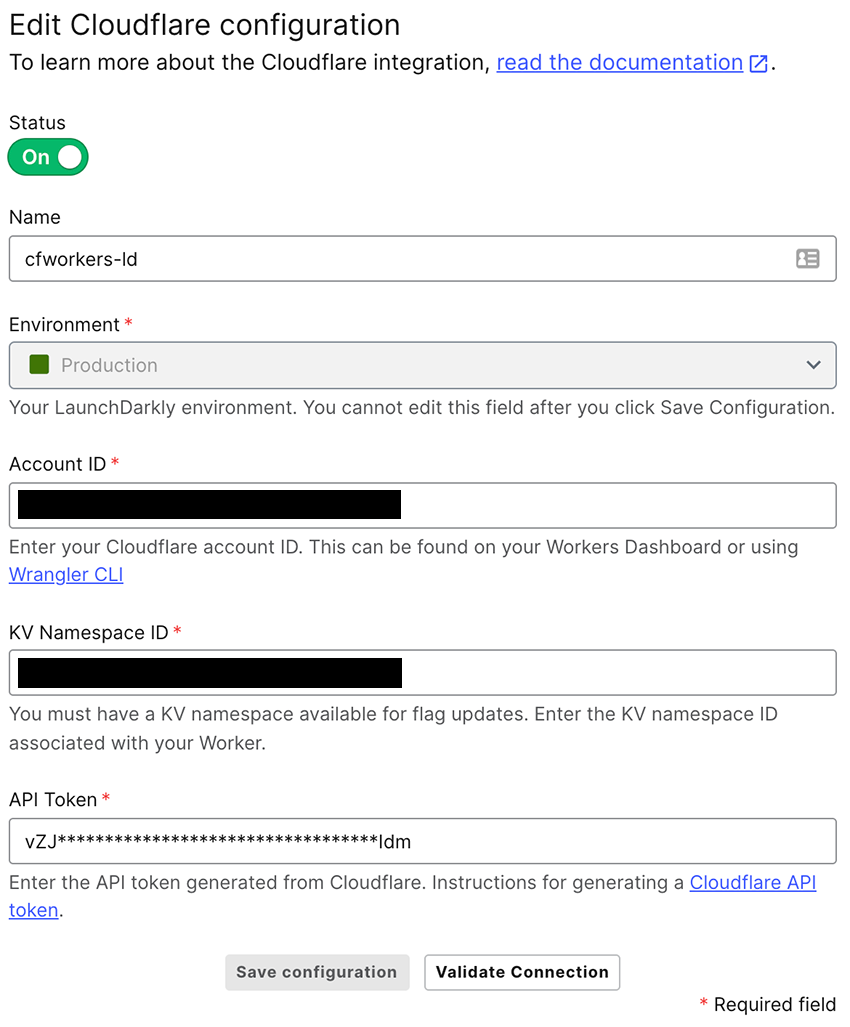 Edit Cloudflare configuration
To learn more about the Cloudflare integration, read the documentation.
Status
On
Name
cfworkers-ld
Environment *
Production
Your LaunchDarkly environment. You cannot edit this field after you click Save Configuration.
Account ID *
Enter your Cloudflare account ID. This can be found on your Workers Dashboard or using
Wrangler CLI
KV Namespace ID *
You must have a KV namespace available for flag updates. Enter the KV namespace ID
associated with your Worker.
API Token *
vZJ**********************************ldm
Enter the API token generated from Cloudflare. Instructions for generating a Cloudflare API
token.
Save configuration
Validate Connection
* Required field